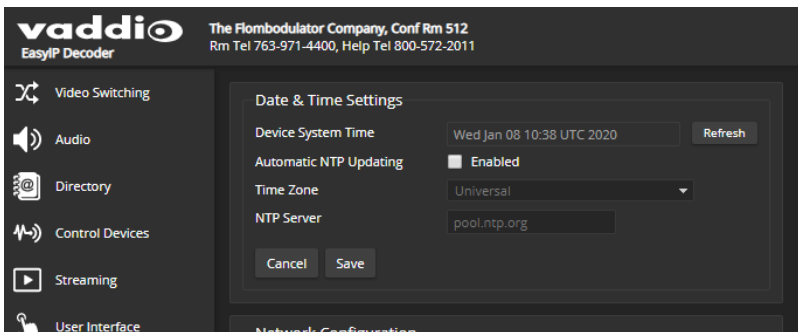 vaddio
EasyIP Decoder
The Flombodulator Company, Conf Rm 512
Rm Tel 763-971-4400, Help Tel 800-572-2011
Video Switching
Audio
Directory
Control Devices
Streaming
User Interface
Date & Time Settings
Device System Time
Wed Jan 08 10:38 UTC 2020
Refresh
Automatic NTP Updating
Enabled
Time Zone
Universal
NTP Server
pool.ntp.org
Cancel
Save
Network Configuration